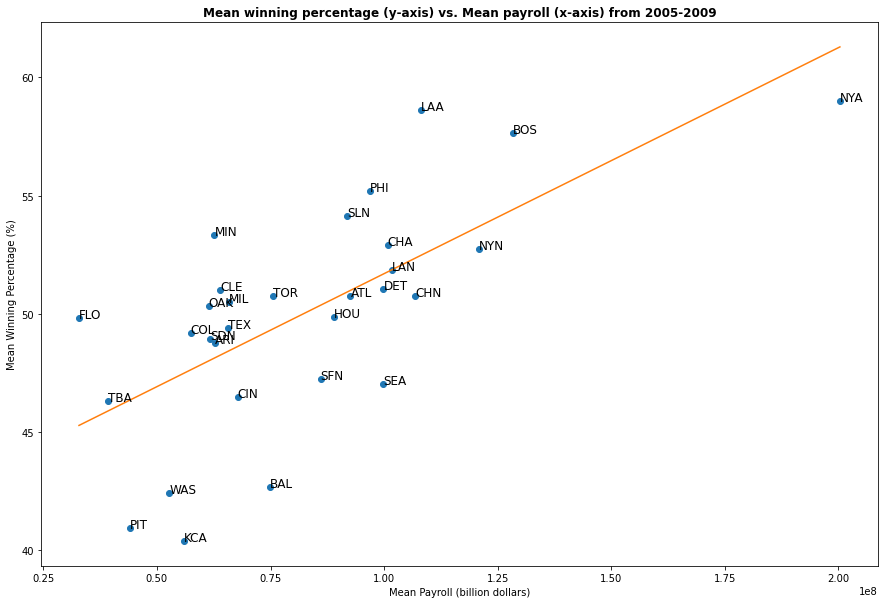 Mean winning percentage (y-axis) vs. Mean payroll (x-axis) from 2005-2009
60
55
50
45
40
Mean Winning Percentage (%)
NYA
LAA
BOS
PHI
SLN
MIN
CHA
NYN
LAN
CLE
MIL
TOR
ATL
DET
CHN
OAK
FLO
HOU
TEX
COL
SDN
ARI
SFN
SEA
CIN
TBA
BAL
WAS
PIT
KCA
0.25 0.50 0.75 1.00 1.25 1.50 1.75 2.00
1e8
Mean Payroll (billion dollars)